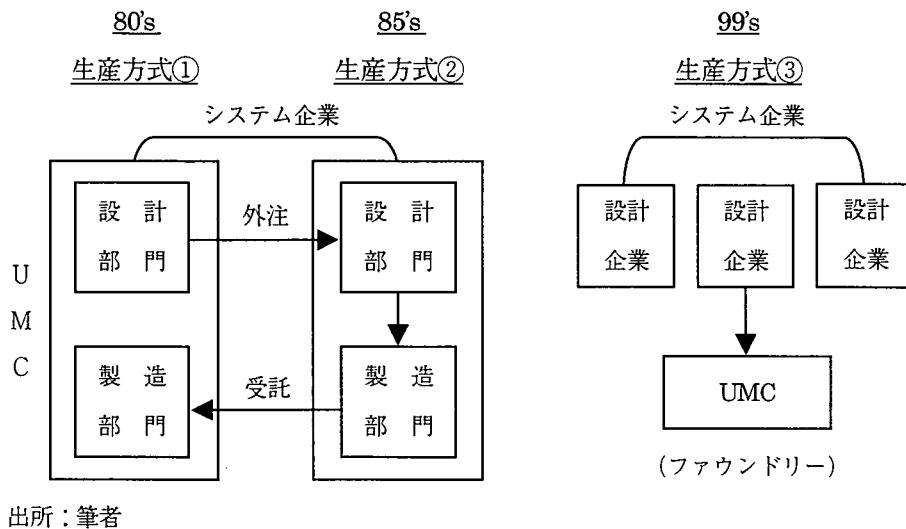 80's
85's
99's
生産方式①
生産方式②
生産方式③
システム企業
システム企業
UMC
設計
部門
外注
設計
部門
製造
部門
受託
製造
部門
設計
企業
設計
企業
設計
企業
UMC
(ファウンドリー)
出所：筆者